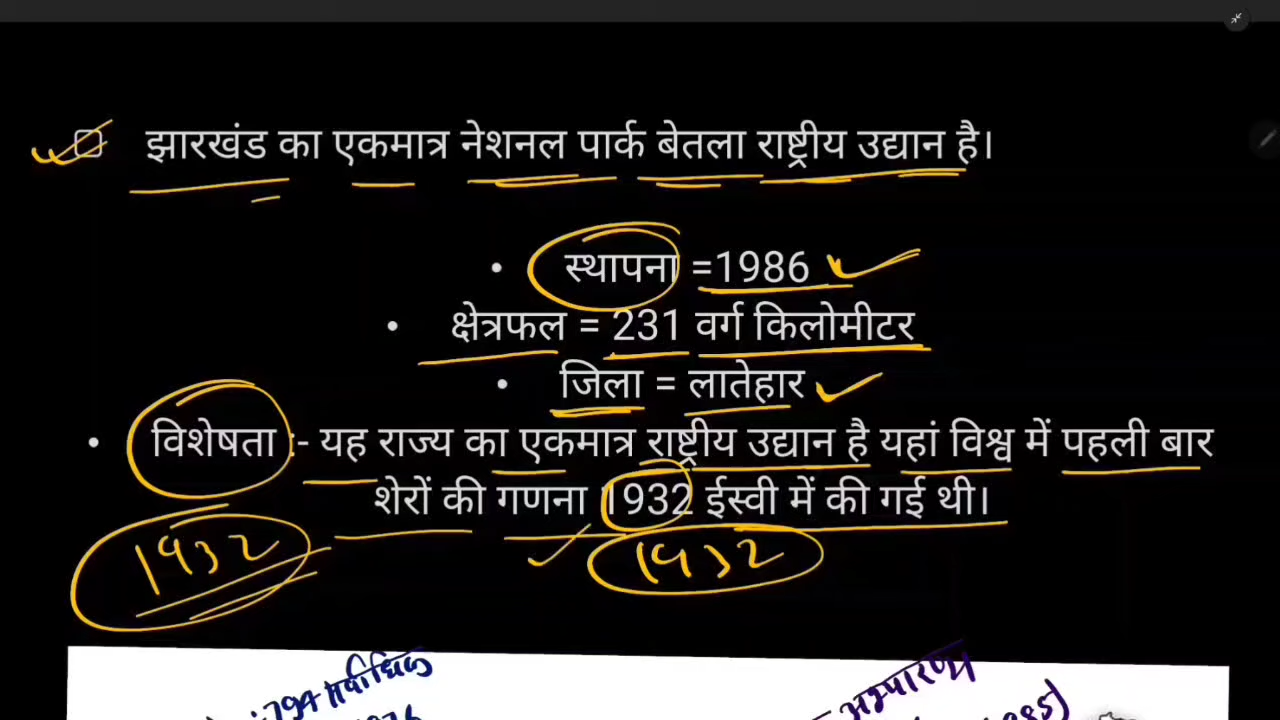 झारखंड का एकमात्र नेशनल पार्क बेतला राष्ट्रीय उद्यान है।
• स्थापना =1986
• क्षेत्रफल = 231 वर्ग किलोमीटर
• जिला = लातेहार
• विशेषता :- यह राज्य का एकमात्र राष्ट्रीय उद्यान है यहां विश्व में पहली बार
शेरों की गणना 1932 ईस्वी में की गई थी।
1932 1932